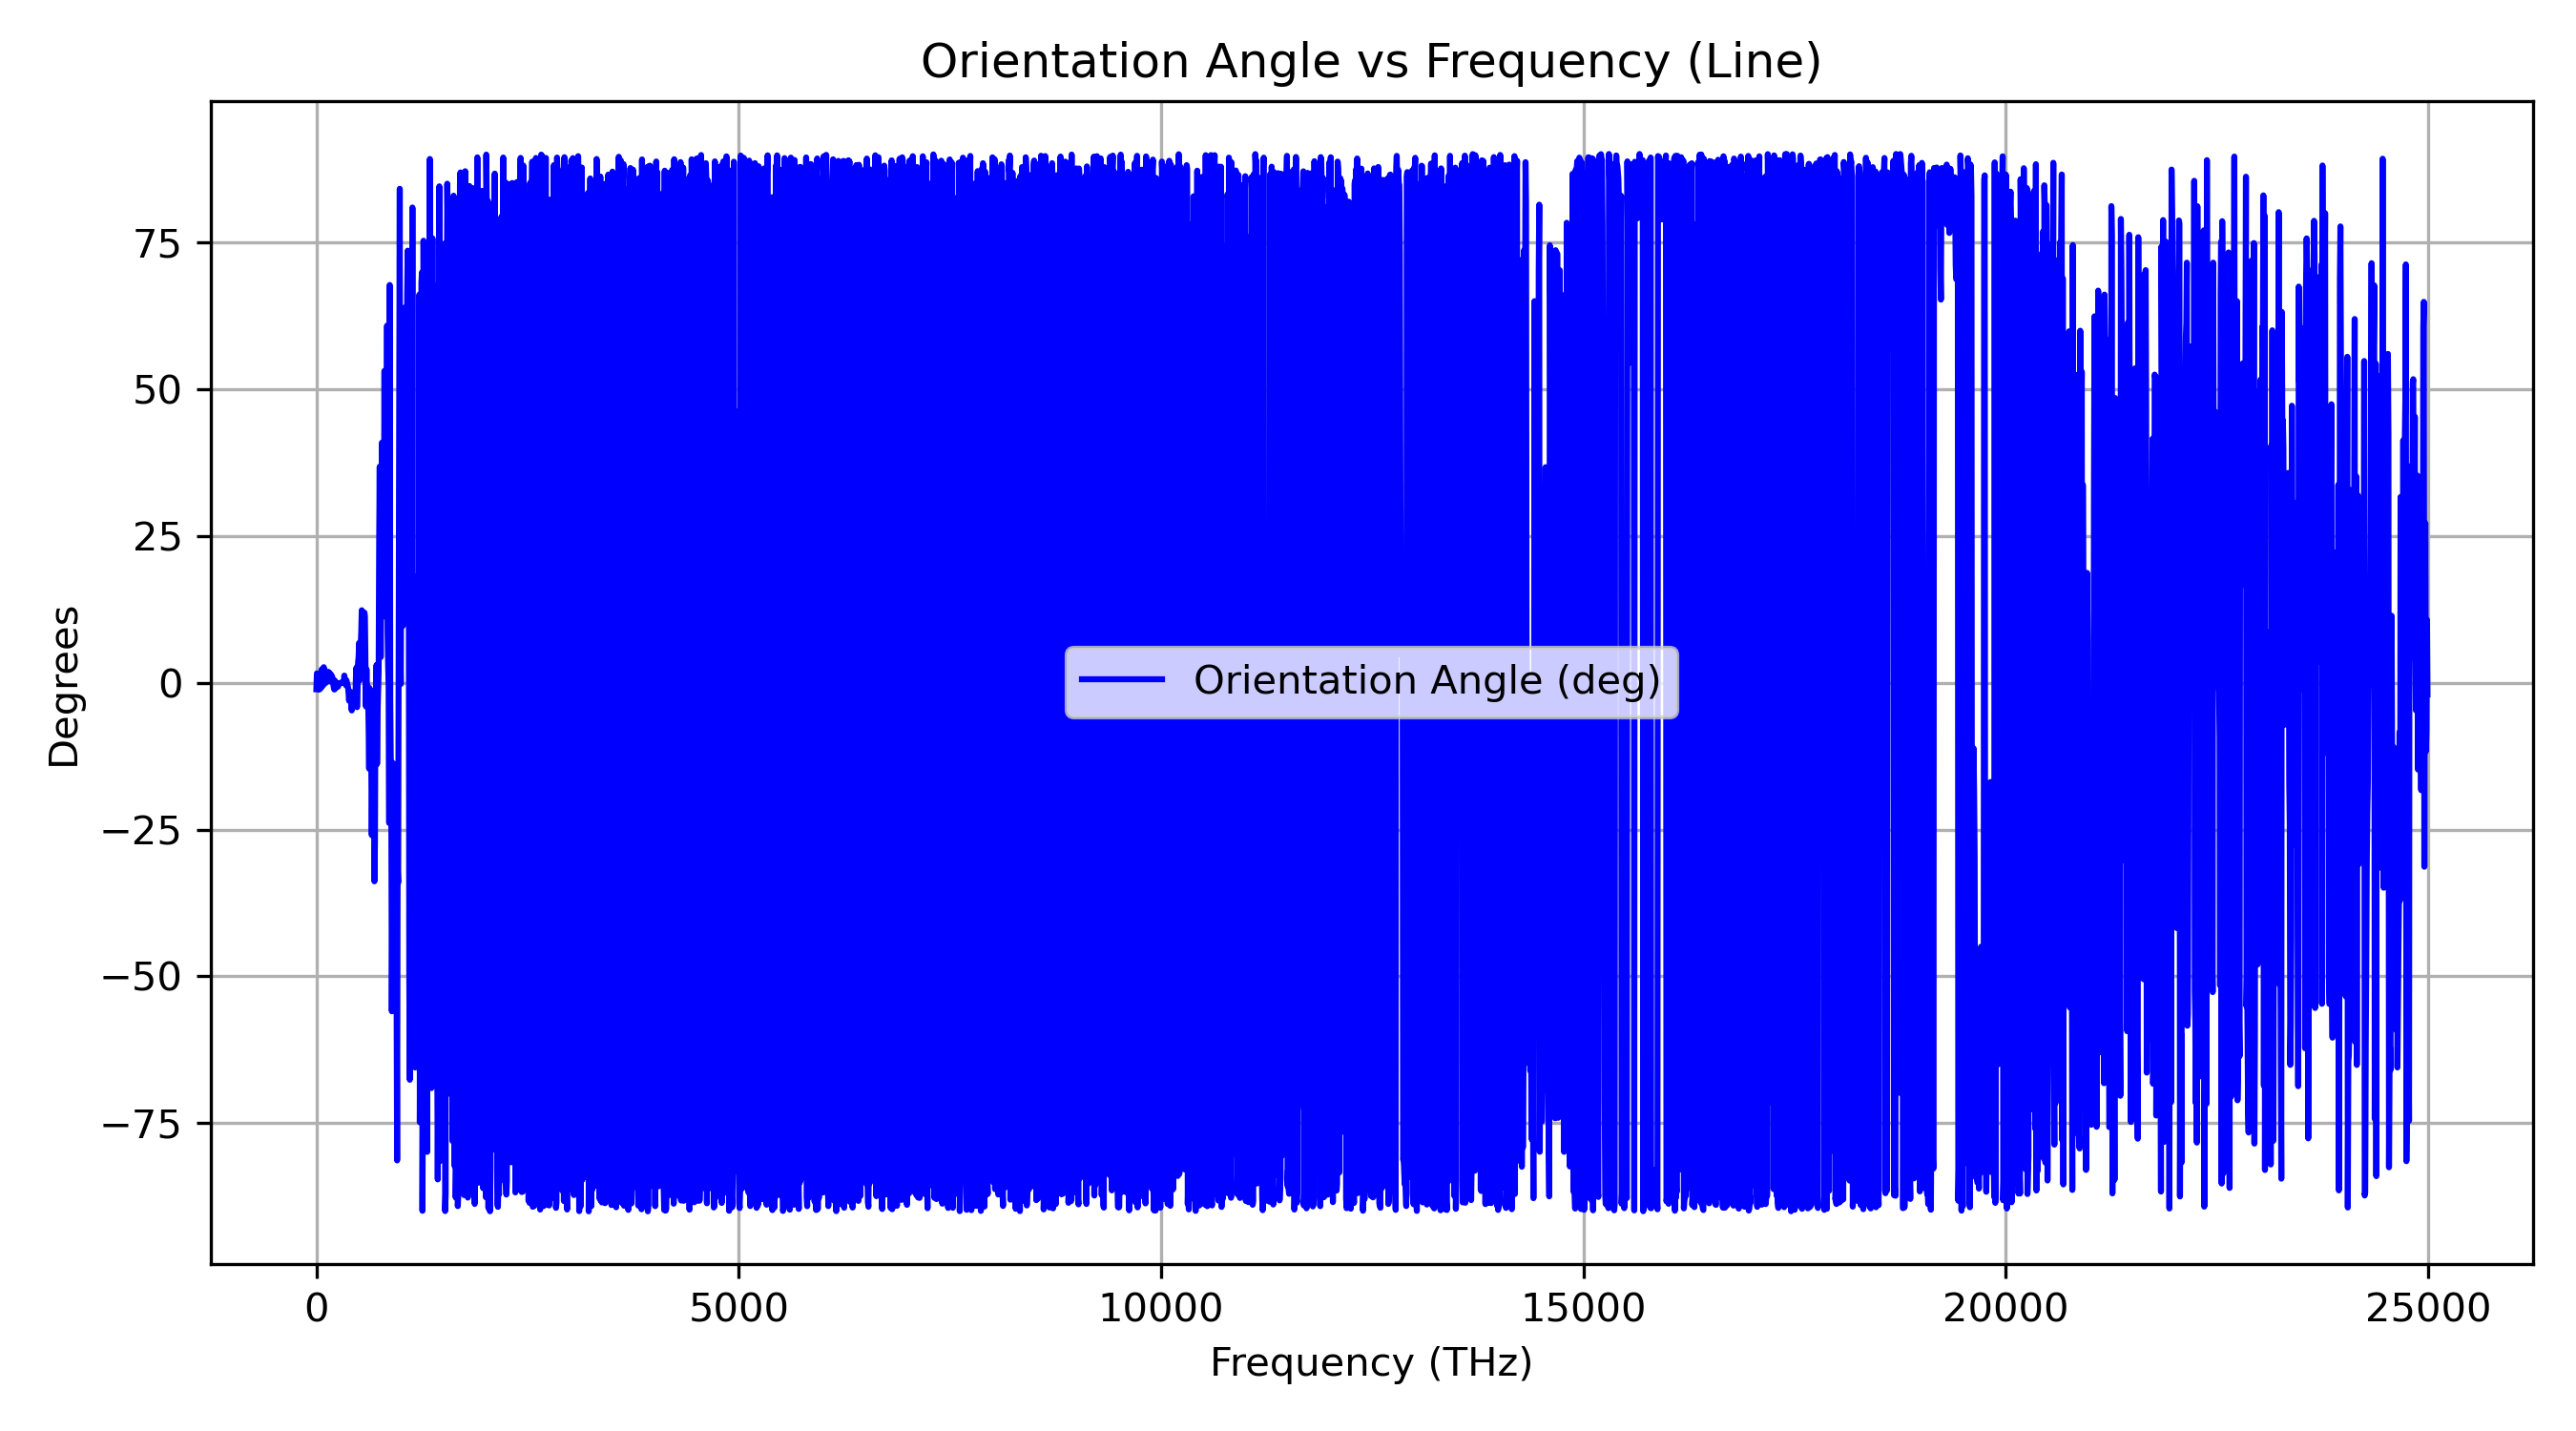 Orientation Angle vs Frequency (Line)
75
50
25
0
−25
−50
−75
Degrees
Orientation Angle (deg)
0 5000 10000 15000 20000 25000
Frequency (THz)